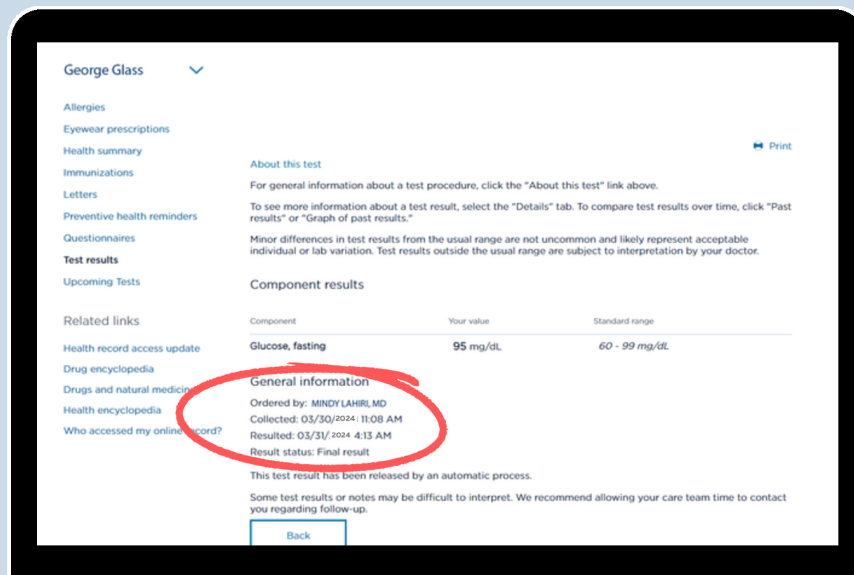 George Glass
Allergies
Eyewear prescriptions
Health summary
Immunizations
Letters
Preventive health reminders
Questionnaires
Test results
Upcoming Tests
Related links
Health record access update
Drug encyclopedia
Drugs and natural medicin
Health encyclopedia
Who accessed my online record?
Print
About this test
For general information about a test procedure, click the "About this test" link above.
To see more information about a test result, select the "Details" tab. To compare test results over time, click "Past
results" or "Graph of past results."
Minor differences in test results from the usual range are not uncommon and likely represent acceptable
individual or lab variation. Test results outside the usual range are subject to interpretation by your doctor.
Component results
Component Your value Standard range
Glucose, fasting 95 mg/dL 60 - 99 mg/dL
General information
Ordered by: MINDY LAHIRI, MD
Collected: 03/30/2024 11:08 AM
Resulted: 03/31/ 2024 4:13 AM
Result status: Final result
This test result has been released by an automatic process.
Some test results or notes may be difficult to interpret. We recommend allowing your care team time to contact
you regarding follow-up.
Back